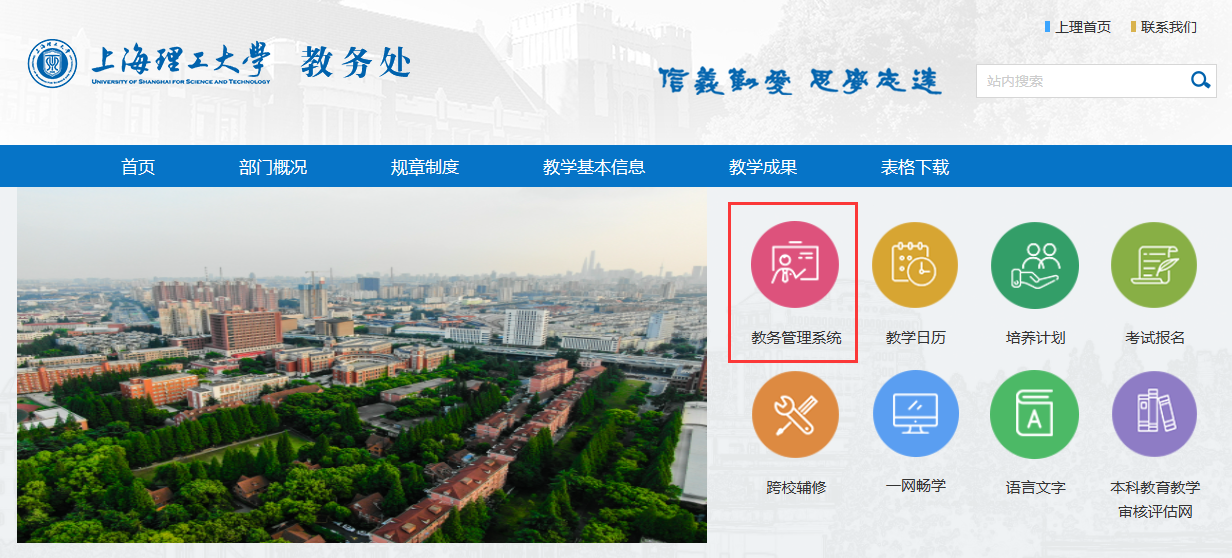 上理首页 联系我们
上海理工大学 教务处
UNIVERSITY OF SHANGHAI FOR SCIENCE AND TECHNOLOGY
信義勤愛 思學志遠
站内搜索
首页 部门概况 规章制度 教学基本信息 教学成果 表格下载
教务管理系统 教学日历 培养计划 考试报名
A
跨校辅修 一网畅学 语言文字 本科教育教学
审核评估网